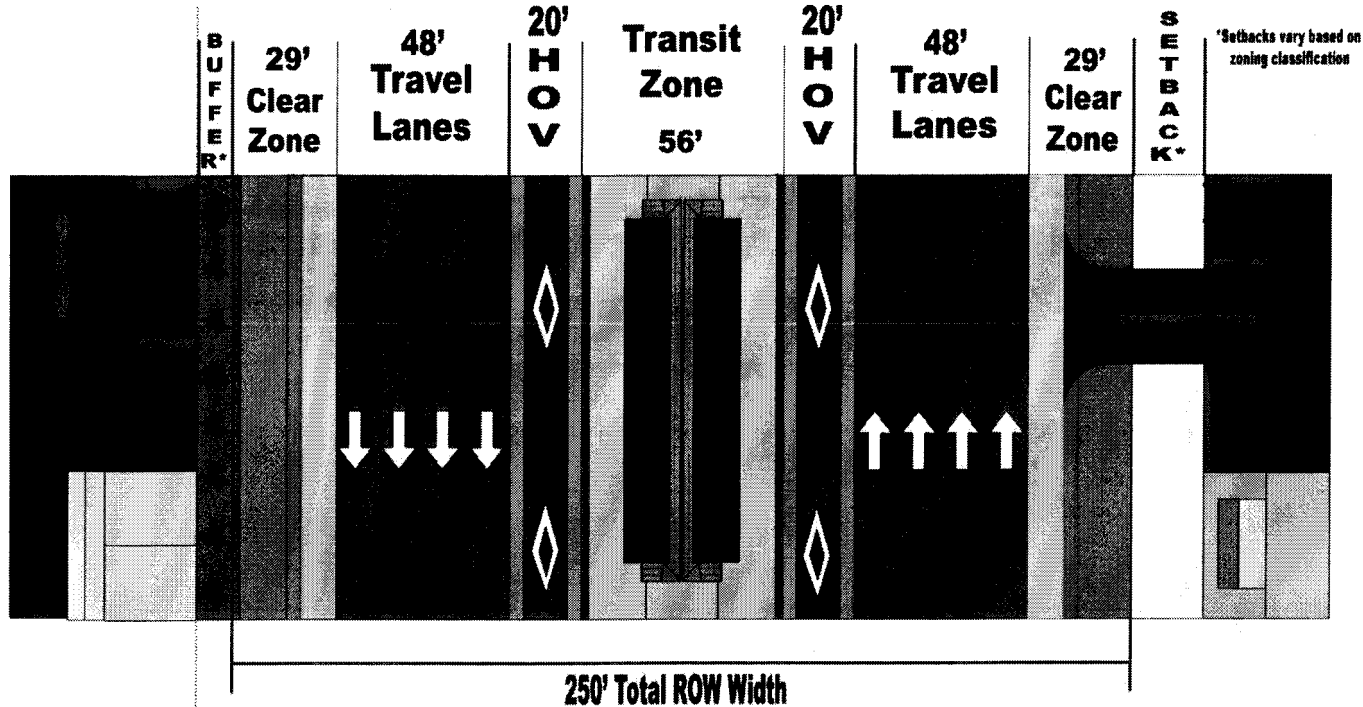 BUFFER*
29'
Clear
Zone
48'
Travel
Lanes
20'
HOV
Transit
Zone
56'
20'
HOV
48'
Travel
Lanes
29'
Clear
Zone
SETBACK*
*Setbacks vary based on
zoning classification
250' Total ROW Width